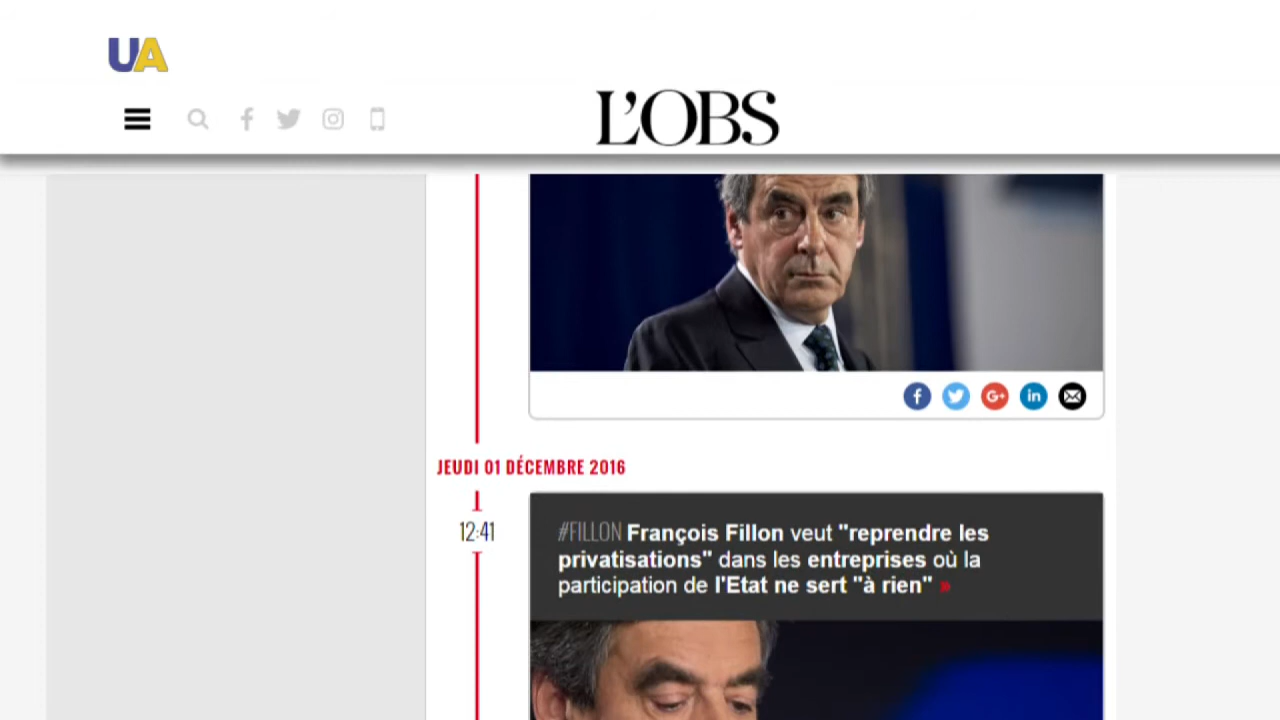 UA
L'OBS
JEUDI 01 DÉCEMBRE 2016
12:41
#FILLON François Fillon veut "reprendre les
privatisations" dans les entreprises où la
participation de l'Etat ne sert "à rien" »